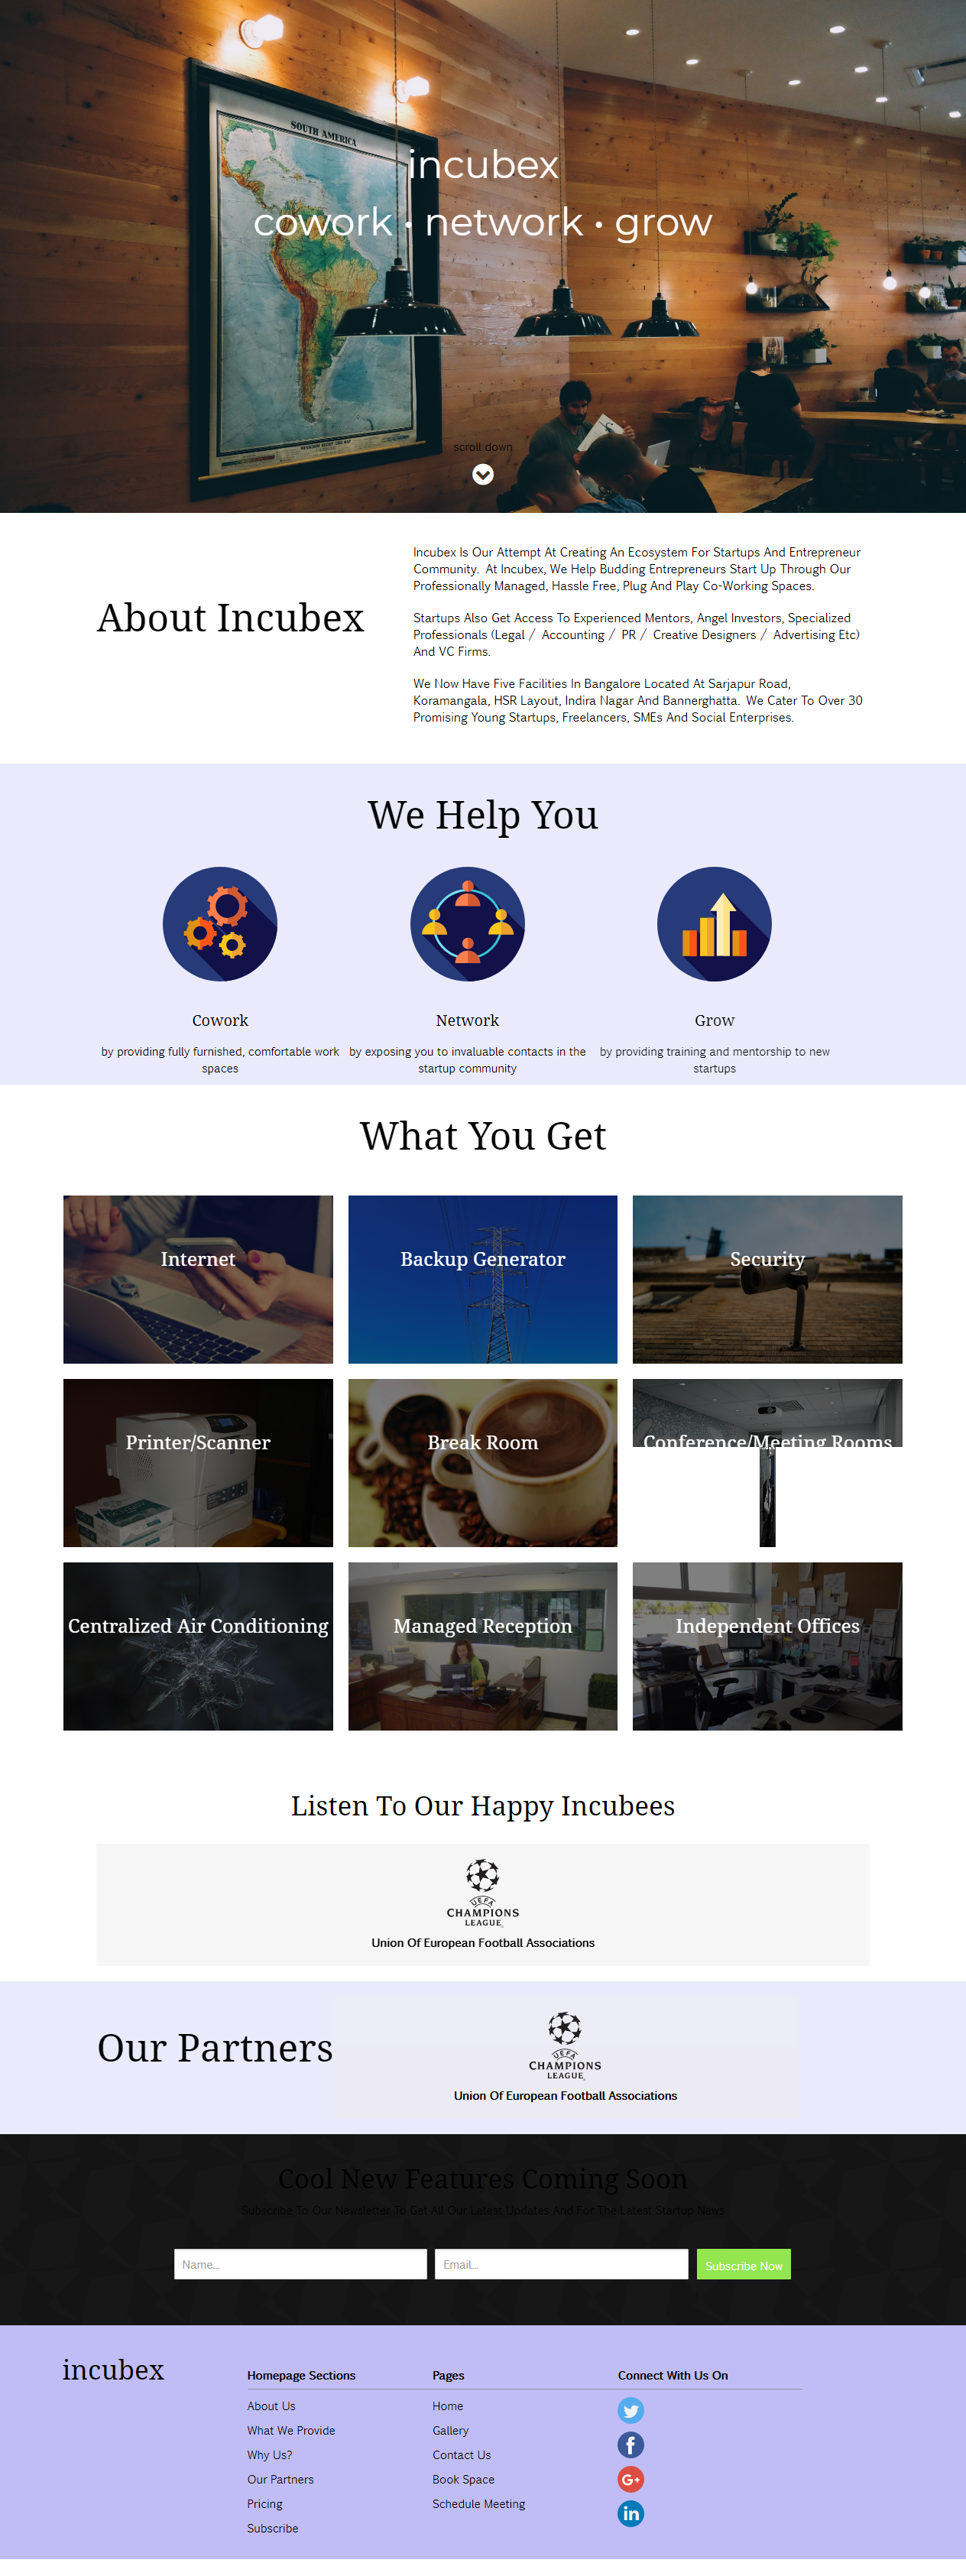 SOUTH AMERICA
incubex
cowork • network • grow
scroll down
About Incubex
Incubex Is Our Attempt At Creating An Ecosystem For Startups And Entrepreneur
Community. At Incubex, We Help Budding Entrepreneurs Start Up Through Our
Professionally Managed, Hassle Free, Plug And Play Co-Working Spaces.
Startups Also Get Access To Experienced Mentors, Angel Investors, Specialized
Professionals (Legal / Accounting / PR / Creative Designers / Advertising Etc)
And VC Firms.
We Now Have Five Facilities In Bangalore Located At Sarjapur Road,
Koramangala, HSR Layout, Indira Nagar And Bannerghatta. We Cater To Over 30
Promising Young Startups, Freelancers, SMEs And Social Enterprises.
We Help You
Cowork
by providing fully furnished, comfortable work
spaces
Network
by exposing you to invaluable contacts in the
startup community
Grow
by providing training and mentorship to new
startups
What You Get
Internet
Backup Generator
Security
Printer/Scanner
Break Room
Conference/Meeting Rooms
Centralized Air Conditioning
Managed Reception
Independent Offices
Listen To Our Happy Incubees
UEFA
CHAMPIONS
LEAGUE
Union Of European Football Associations
Our Partners
UEFA
CHAMPIONS
LEAGUE
Union Of European Football Associations
Cool New Features Coming Soon
Subscribe To Our Newsletter To Get All Our Latest Updates And For The Latest Startup News
Name...
Email...
Subscribe Now
incubex
Homepage Sections
About Us
What We Provide
Why Us?
Our Partners
Pricing
Subscribe
Pages
Home
Gallery
Contact Us
Book Space
Schedule Meeting
Connect With Us On